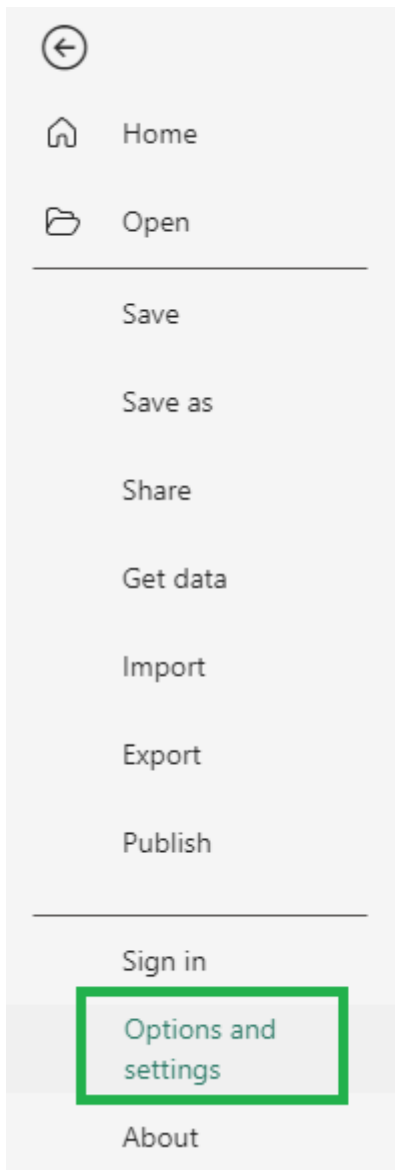 Home
Open
Save
Save as
Share
Get data
Import
Export
Publish
Sign in
Options and
settings
About